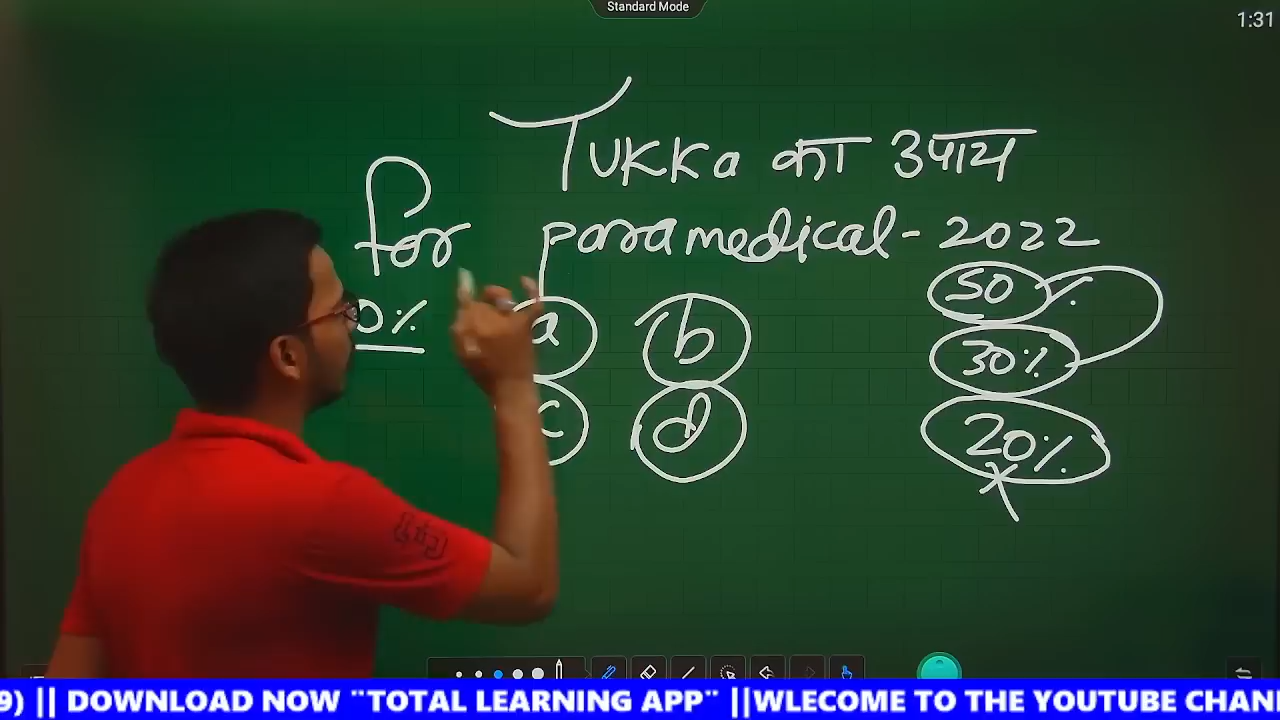 Standard Mode
1:31
Tukka का उपाय
for paramedical - 2022
0% a b 50%
30%
c d 20%
9) || DOWNLOAD NOW "TOTAL LEARNING APP" ||WLECOME TO THE YOUTUBE CHAN